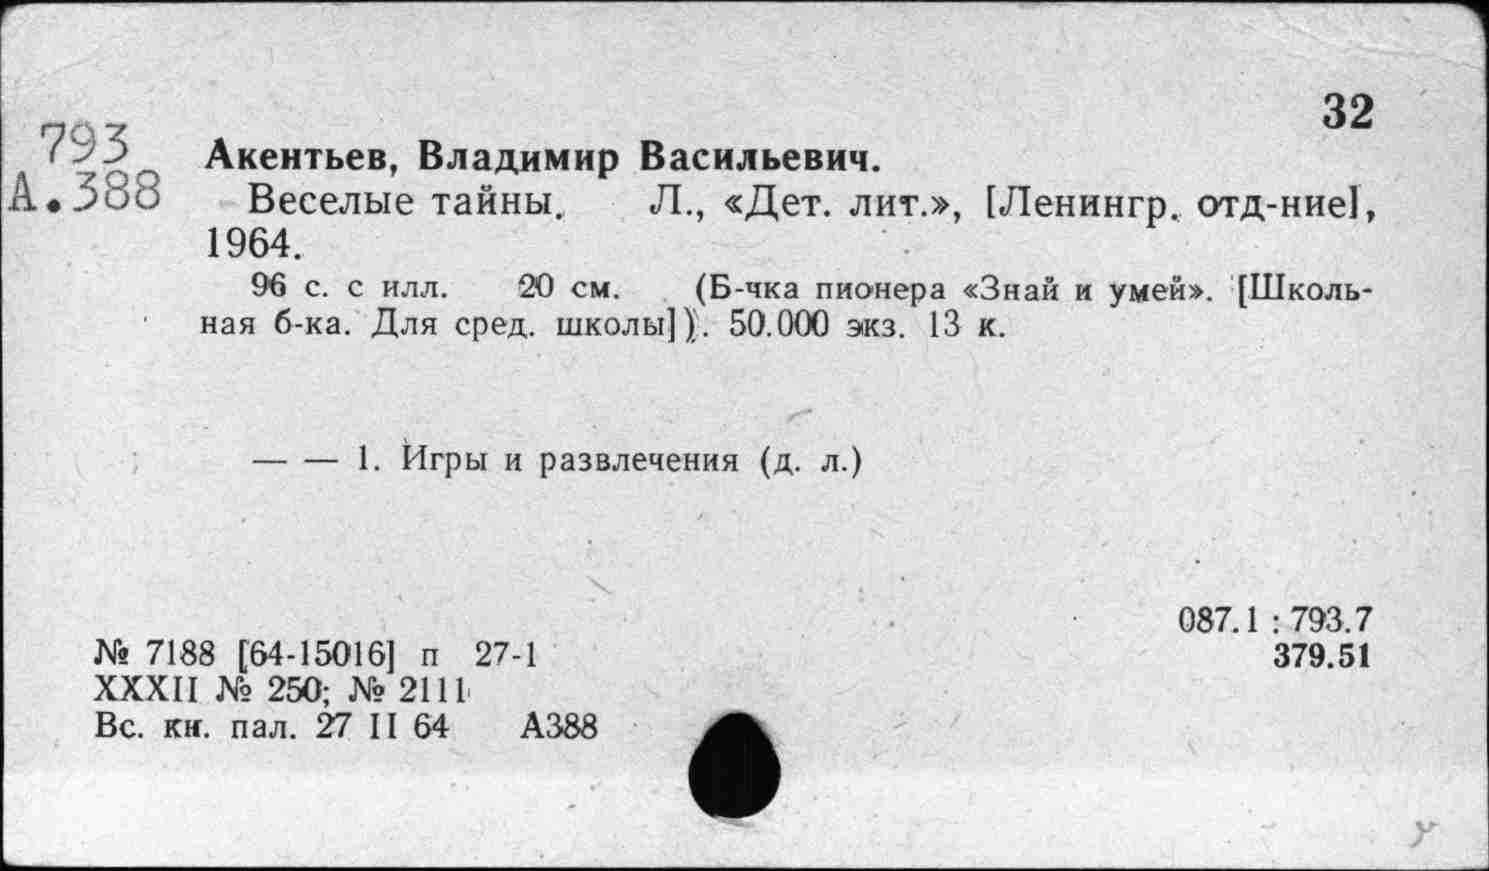 32
793
А.388
Акентьев, Владимир Васильевич.
Веселые тайны. Л., «Дет. лит.», [Ленингр. отд-ние],
1964.
96 с. с илл. 20 см. (Б-чка пионера «Знай и умей». [Школь-
ная б-ка. Для сред. школы]). 50.000 экз. 13 к.
— — 1. Игры и развлечения (д. л.)
087.1 : 793.7
379.51
№ 7188 [64-15016] п 27-1
XXXII № 250; № 2111
Вс. кн. пал. 27 II 64 А388